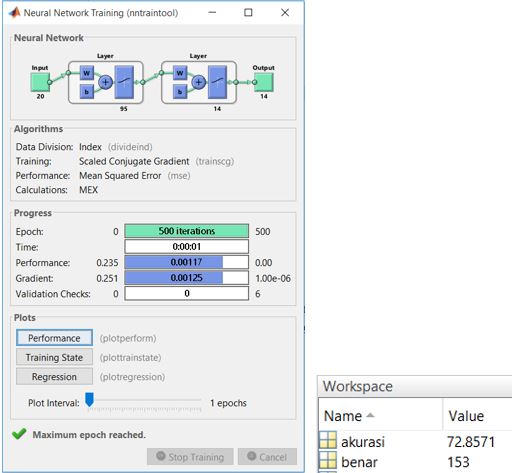 Neural Network Training (nntraintool)
Neural Network
Layer Layer
Input Output
W W
b b
+ +
20 14
95 14
Algorithms
Data Division: Index (divideind)
Training: Scaled Conjugate Gradient (trainscg)
Performance: Mean Squared Error (mse)
Calculations: MEX
Progress
Epoch: 0 500 iterations 500
Time: 0:00:01
Performance: 0.235 0.00117 0.00
Gradient: 0.251 0.00125 1.00e-06
Validation Checks: 0 0 6
Plots
Performance (plotperform)
Training State (plottrainstate)
Regression (plotregression)
Plot Interval: 1 epochs
Maximum epoch reached.
Stop Training Cancel
Workspace
Name Value
akurasi 72.8571
benar 153